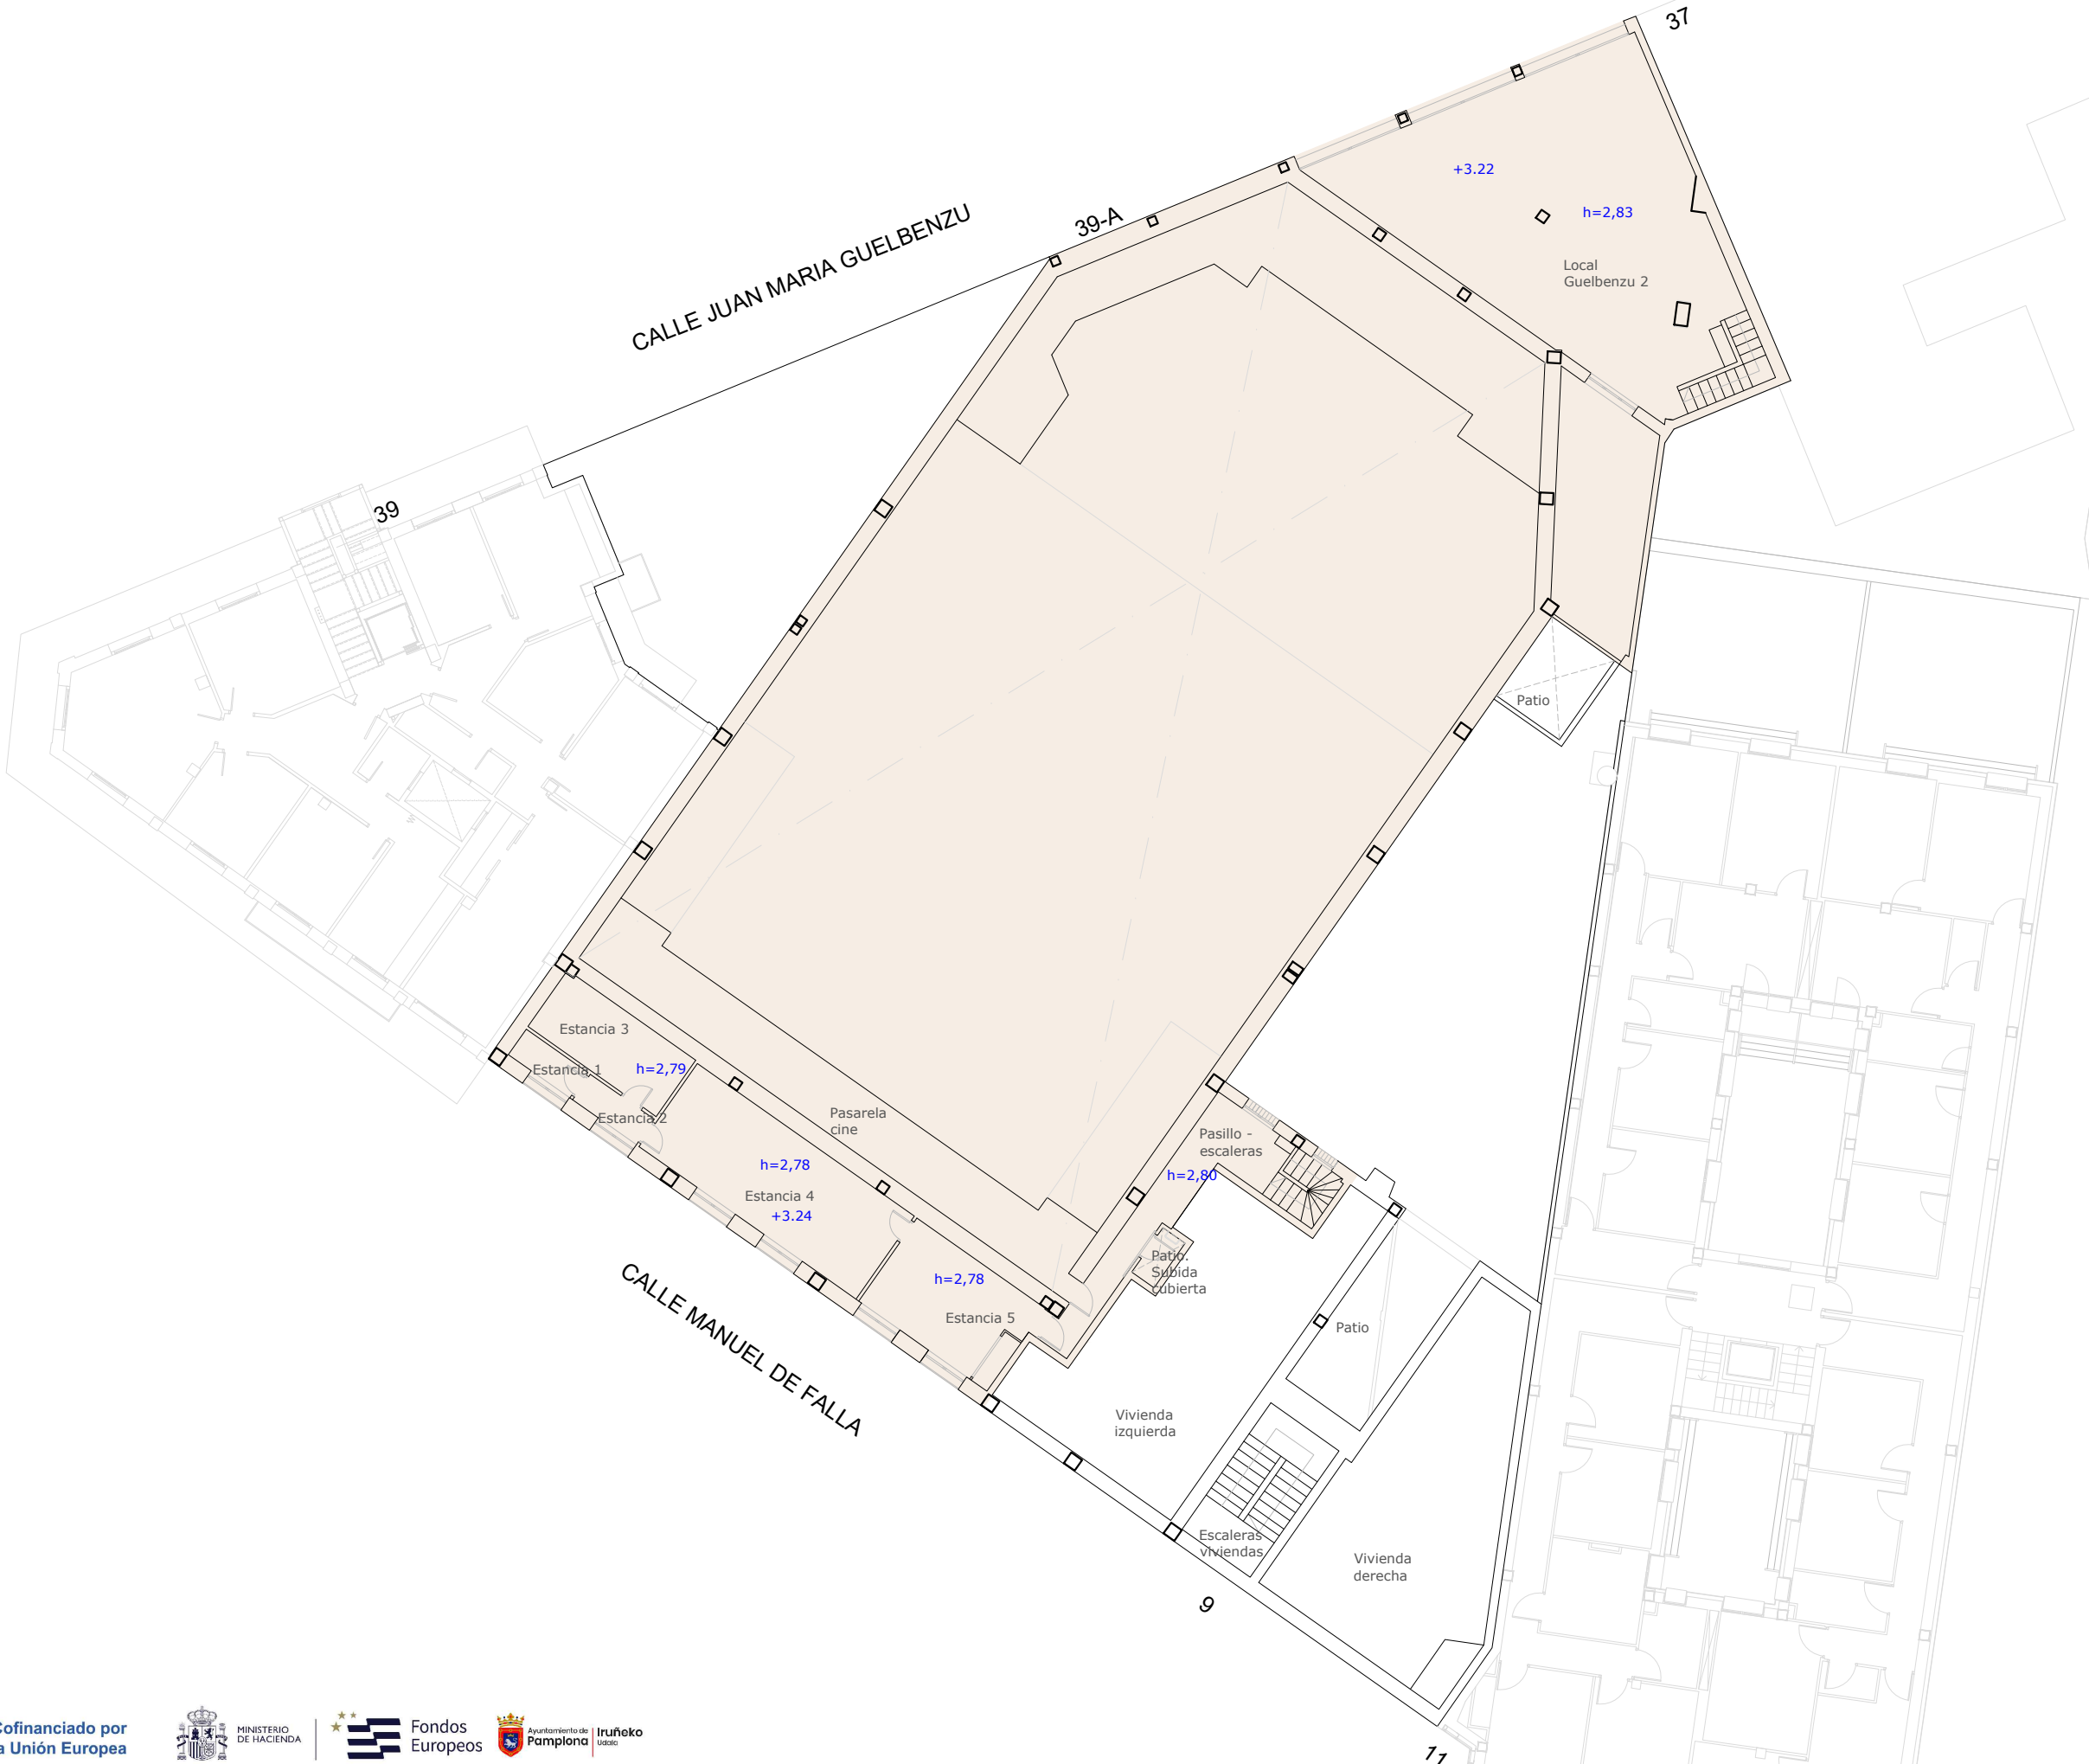 37
+3.22
h=2,83
39-A
CALLE JUAN MARIA GUELBENZU
Local
Guelbenzu 2
39
Patio
Estancia 3
Estancia 1
h=2,79
Estancia 2
Pasarela
cine
Pasillo -
escaleras
h=2,78
h=2,80
Estancia 4
+3.24
Patio.
Subida
cubierta
h=2,78
Estancia 5
CALLE MANUEL DE FALLA
Patio
Vivienda
izquierda
Escaleras
viviendas
Vivienda
derecha
9
11
Cofinanciado por
a Unión Europea
MINISTERIO
DE HACIENDA
Fondos
Europeos
Ayuntamiento de
Pamplona
Iruñeko
Udala